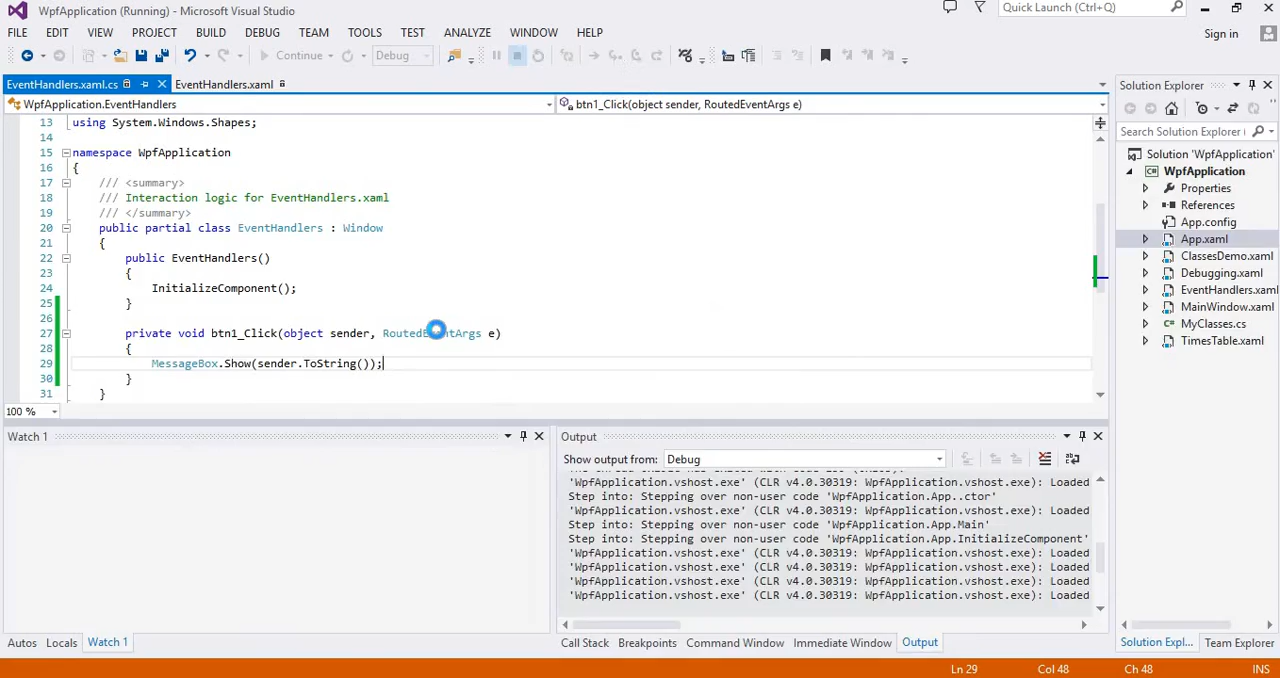 WpfApplication (Running) - Microsoft Visual Studio
Quick Launch (Ctrl+Q)
FILE EDIT VIEW PROJECT BUILD DEBUG TEAM TOOLS TEST ANALYZE WINDOW HELP
Sign in
Continue Debug
EventHandlers.xaml.cs EventHandlers.xaml
WpfApplication.EventHandlers btn1_Click(object sender, RoutedEventArgs e)
13 using System.Windows.Shapes;
14
15 namespace WpfApplication
16 {
17 /// <summary>
18 /// Interaction logic for EventHandlers.xaml
19 /// </summary>
20 public partial class EventHandlers : Window
21 {
22 public EventHandlers()
23 {
24 InitializeComponent();
25 }
26
27 private void btn1_Click(object sender, RoutedEventArgs e)
28 {
29 MessageBox.Show(sender.ToString());
30 }
31 }
100 %
Solution Explorer
Search Solution Explorer (
Solution 'WpfApplication'
WpfApplication
Properties
References
App.config
App.xaml
ClassesDemo.xaml
Debugging.xaml
EventHandlers.xaml
MainWindow.xaml
MyClasses.cs
TimesTable.xaml
Watch 1
Output
Show output from: Debug
'WpfApplication.vshost.exe' (CLR v4.0.30319: WpfApplication.vshost.exe): Loaded
Step into: Stepping over non-user code 'WpfApplication.App..ctor'
'WpfApplication.vshost.exe' (CLR v4.0.30319: WpfApplication.vshost.exe): Loaded
Step into: Stepping over non-user code 'WpfApplication.App.Main'
Step into: Stepping over non-user code 'WpfApplication.App.InitializeComponent'
'WpfApplication.vshost.exe' (CLR v4.0.30319: WpfApplication.vshost.exe): Loaded
'WpfApplication.vshost.exe' (CLR v4.0.30319: WpfApplication.vshost.exe): Loaded
'WpfApplication.vshost.exe' (CLR v4.0.30319: WpfApplication.vshost.exe): Loaded
'WpfApplication.vshost.exe' (CLR v4.0.30319: WpfApplication.vshost.exe): Loaded
Autos Locals Watch 1
Call Stack Breakpoints Command Window Immediate Window Output
Solution Expl... Team Explorer
Ln 29 Col 48 Ch 48 INS